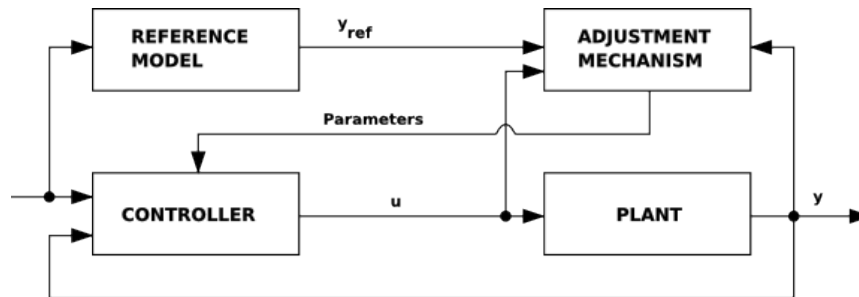 REFERENCE
MODEL
y_ref
ADJUSTMENT
MECHANISM
Parameters
CONTROLLER
u
PLANT
y